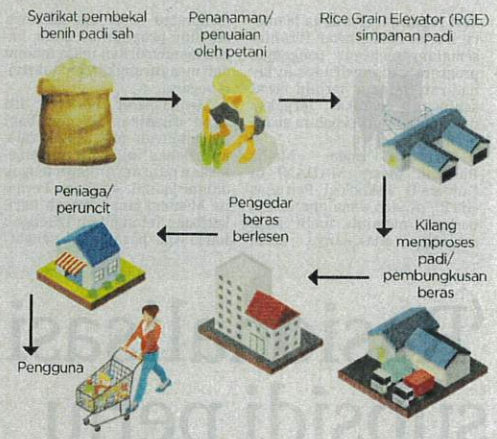 Syarikat pembekal
benih padi sah
Penanaman/
penuaian
oleh petani
Rice Grain Elevator (RGE)
simpanan padi
Kilang
memproses
padi/
pembungkusan
beras
Pengedar
beras
berlesen
Peniaga/
peruncit
Pengguna